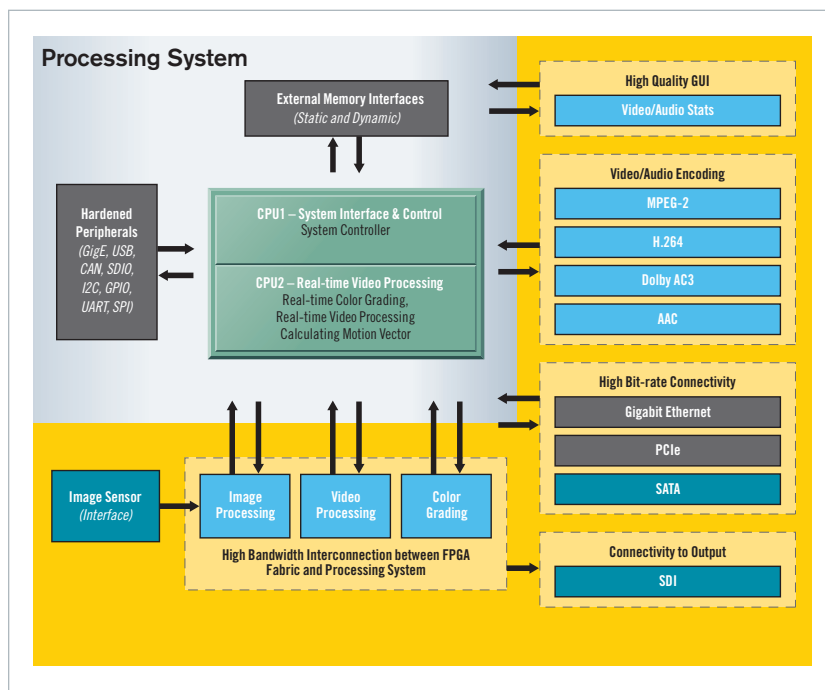 Processing System
External Memory Interfaces
(Static and Dynamic)
Hardened
Peripherals
(GigE, USB,
CAN, SDIO,
I2C, GPIO,
UART, SPI)
CPU1 – System Interface & Control
System Controller
CPU2 – Real-time Video Processing
Real-time Color Grading,
Real-time Video Processing
Calculating Motion Vector
High Quality GUI
Video/Audio Stats
Video/Audio Encoding
MPEG-2
H.264
Dolby AC3
AAC
High Bit-rate Connectivity
Gigabit Ethernet
PCIe
SATA
Image Sensor
(Interface)
Image
Processing
Video
Processing
Color
Grading
High Bandwidth Interconnection between FPGA
Fabric and Processing System
Connectivity to Output
SDI